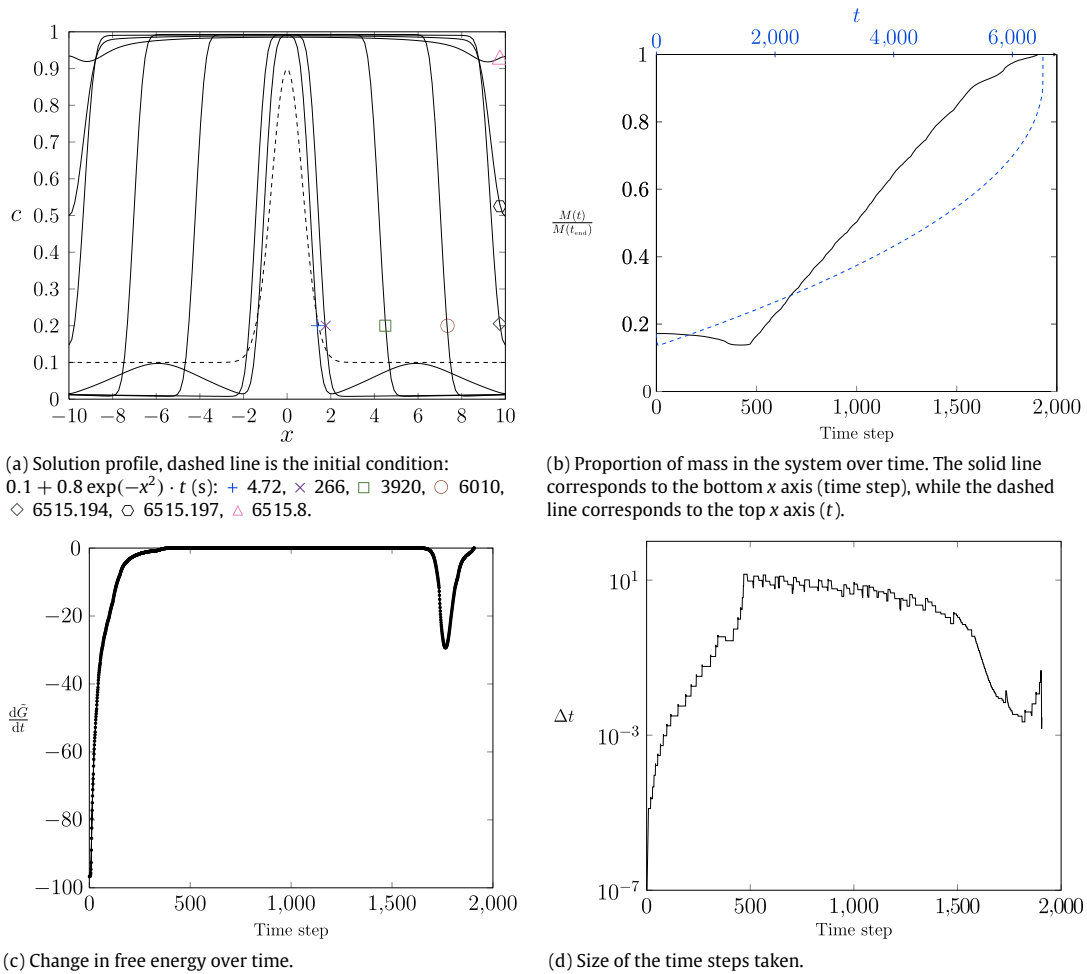 1
0.9
0.8
0.7
0.6
0.5
0.4
0.3
0.2
0.1
0
c
−10 −8 −6 −4 −2 0 2 4 6 8 10
x
t
0 2,000 4,000 6,000
1
0.8
0.6
0.4
0.2
0
M(t)
M(t_end)
0 500 1,000 1,500 2,000
Time step
(a) Solution profile, dashed line is the initial condition:
0.1 + 0.8 exp(−x²) · t (s): + 4.72, × 266, □ 3920, ○ 6010,
◇ 6515.194, ⬡ 6515.197, △ 6515.8.
(b) Proportion of mass in the system over time. The solid line
corresponds to the bottom x axis (time step), while the dashed
line corresponds to the top x axis (t).
0
−20
−40
−60
−80
−100
dG̃
dt
0 500 1,000 1,500 2,000
Time step
(c) Change in free energy over time.
10¹
10⁻³
10⁻⁷
Δt
0 500 1,000 1,500 2,000
Time step
(d) Size of the time steps taken.